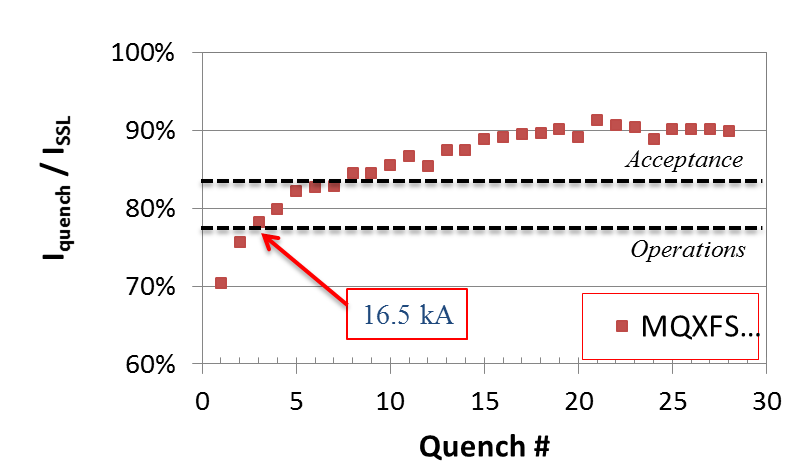 100%
90%
80%
70%
60%
Iquench / ISSL
Acceptance
Operations
16.5 kA
MQXFS...
0 5 10 15 20 25 30
Quench #